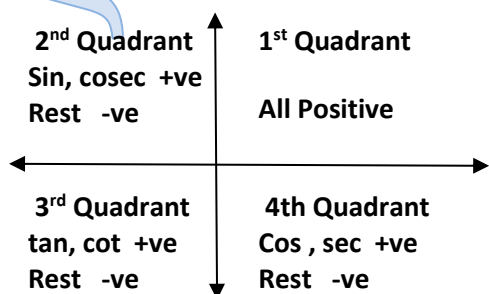 2nd Quadrant
Sin, cosec +ve
Rest -ve
1st Quadrant
All Positive
3rd Quadrant
tan, cot +ve
Rest -ve
4th Quadrant
Cos , sec +ve
Rest -ve